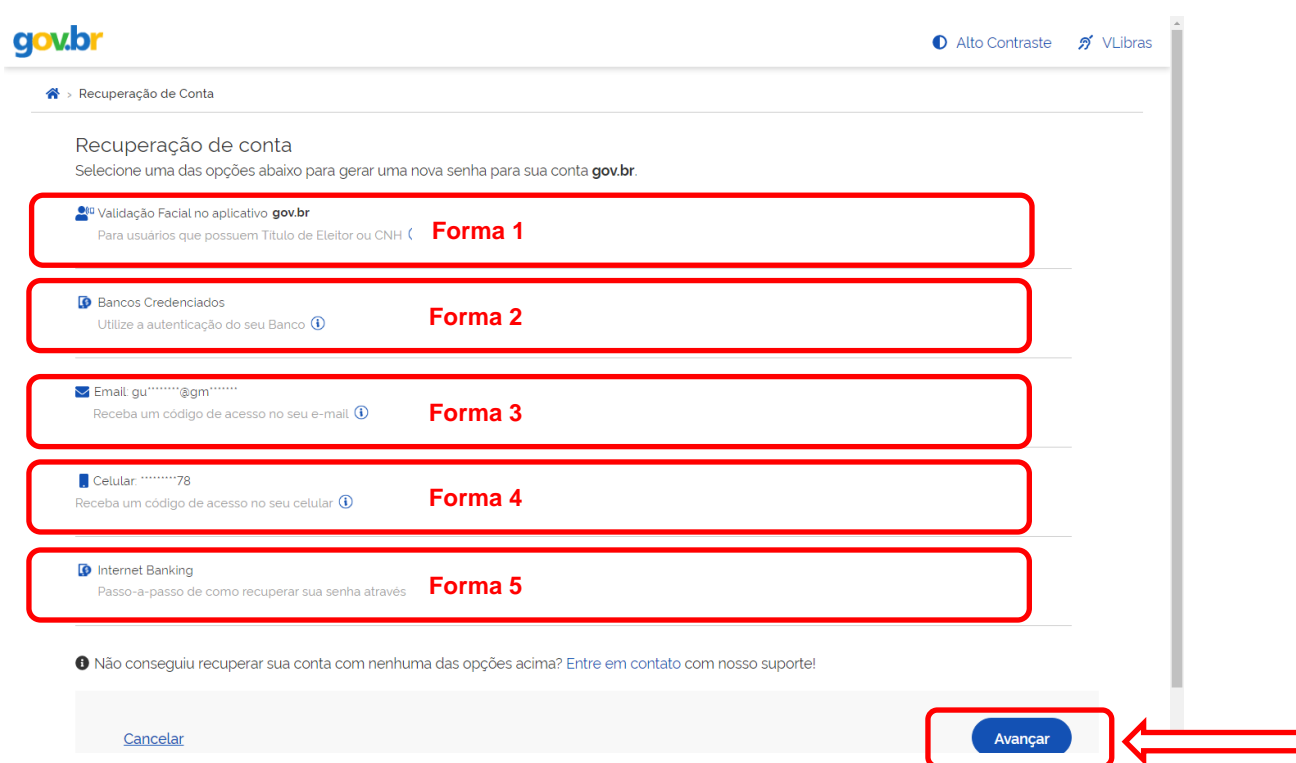 gov.br
Alto Contraste
VLibras
> Recuperação de Conta
Recuperação de conta
Selecione uma das opções abaixo para gerar uma nova senha para sua conta gov.br.
Validação Facial no aplicativo gov.br
Para usuários que possuem Título de Eleitor ou CNH
Forma 1
Bancos Credenciados
Utilize a autenticação do seu Banco
Forma 2
Email: gu********@gm*******
Receba um código de acesso no seu e-mail
Forma 3
Celular: *********78
Receba um código de acesso no seu celular
Forma 4
Internet Banking
Passo-a-passo de como recuperar sua senha através
Forma 5
Não conseguiu recuperar sua conta com nenhuma das opções acima? Entre em contato com nosso suporte!
Cancelar
Avançar